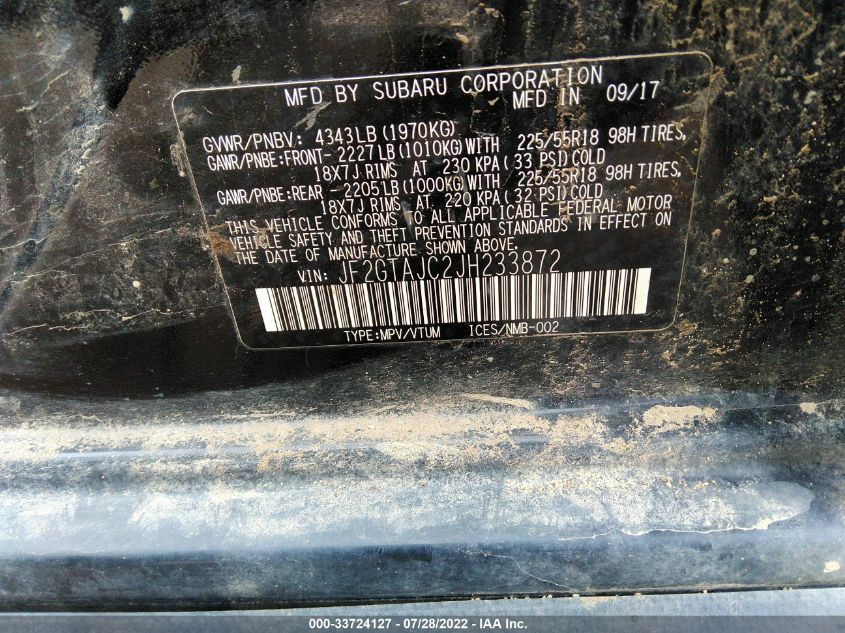 MFD BY SUBARU CORPORATION
MFD IN 09/17
GVWR/PNBV: 4343LB(1970KG)
GAWR/PNBE:FRONT-2227LB(1010KG)WITH 225/55R18 98H TIRES,
18X7J RIMS AT 230 KPA(33 PSI)COLD
GAWR/PNBE:REAR -2205LB(1000KG)WITH 225/55R18 98H TIRES,
18X7J RIMS AT 220 KPA(32 PSI)COLD
THIS VEHICLE CONFORMS TO ALL APPLICABLE FEDERAL MOTOR
VEHICLE SAFETY AND THEFT PREVENTION STANDARDS IN EFFECT ON
THE DATE OF MANUFACTURE SHOWN ABOVE.
VIN: JF2GTAJC2JH233872
TYPE:MPV/VTUM ICES/NMB-002
000-33724127 - 07/28/2022 - IAA Inc.